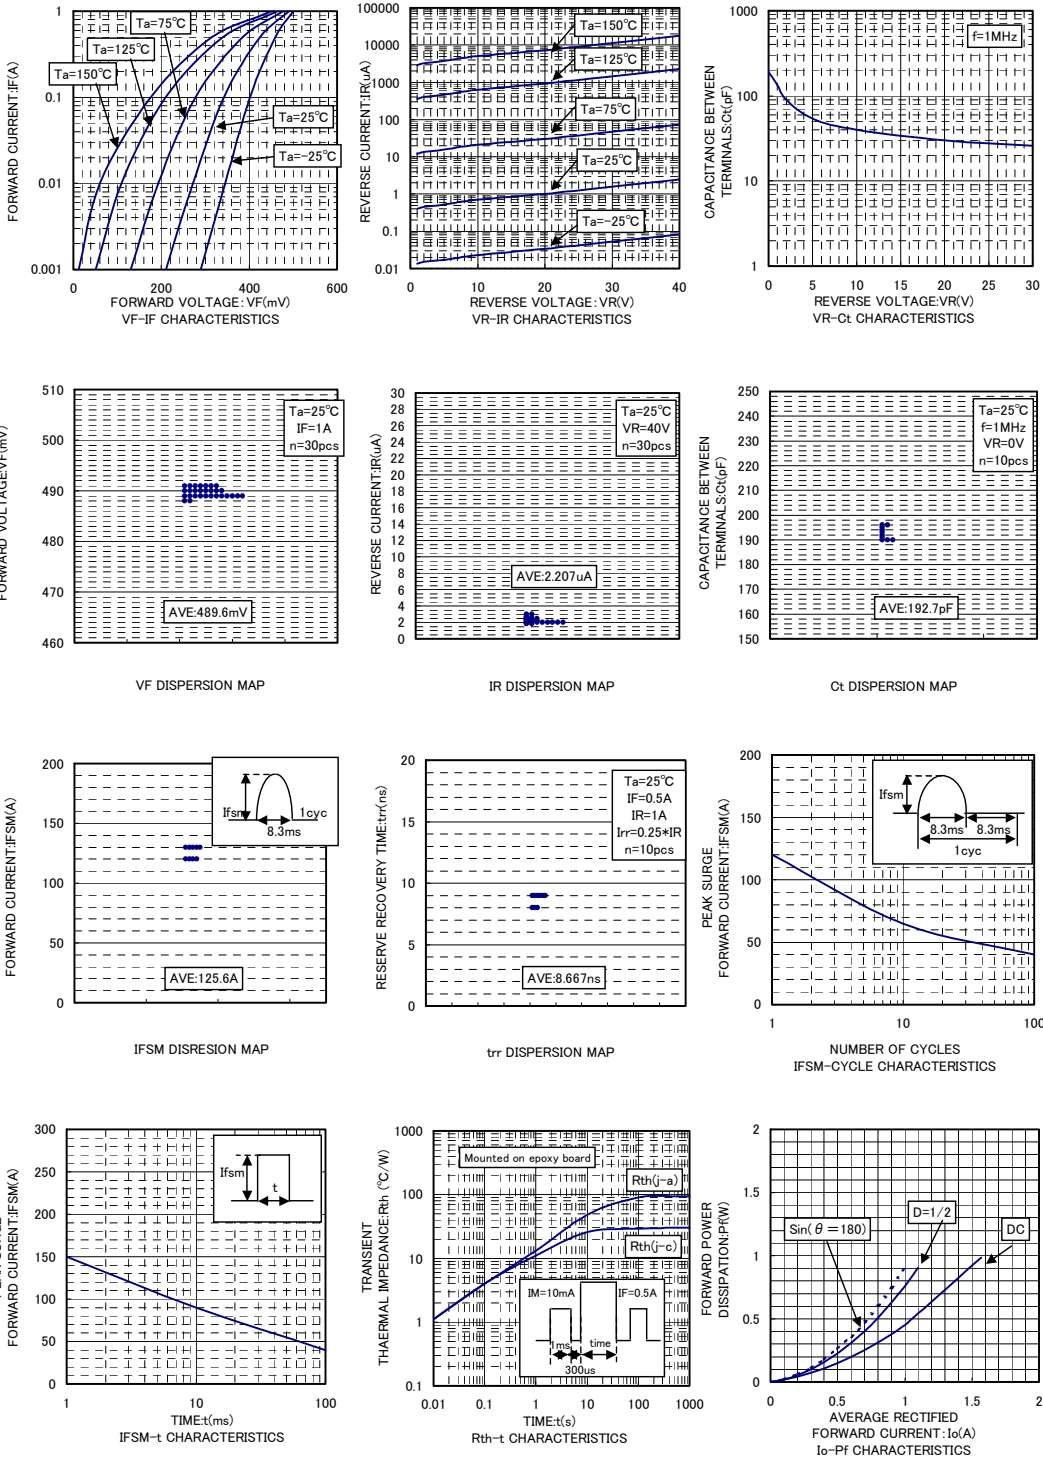 FORWARD CURRENT:IF(A)
1
0.1
0.01
0.001
Ta=75℃
Ta=125℃
Ta=150℃
Ta=25℃
Ta=-25℃
0 200 400 600
FORWARD VOLTAGE:VF(mV)
VF-IF CHARACTERISTICS
REVERSE CURRENT:IR(uA)
100000
10000
1000
100
10
1
0.1
0.01
Ta=150℃
Ta=125℃
Ta=75℃
Ta=25℃
Ta=-25℃
0 10 20 30 40
REVERSE VOLTAGE:VR(V)
VR-IR CHARACTERISTICS
CAPACITANCE BETWEEN
TERMINALS:Ct(pF)
1000
100
10
1
f=1MHz
0 5 10 15 20 25 30
REVERSE VOLTAGE:VR(V)
VR-Ct CHARACTERISTICS
FORWARD VOLTAGE:VF(mV)
510
500
490
480
470
460
Ta=25℃
IF=1A
n=30pcs
AVE:489.6mV
VF DISPERSION MAP
REVERSE CURRENT:IR(uA)
30
28
26
24
22
20
18
16
14
12
10
8
6
4
2
0
Ta=25℃
VR=40V
n=30pcs
AVE:2.207uA
IR DISPERSION MAP
CAPACITANCE BETWEEN
TERMINALS:Ct(pF)
250
240
230
220
210
200
190
180
170
160
150
Ta=25℃
f=1MHz
VR=0V
n=10pcs
AVE:192.7pF
Ct DISPERSION MAP
FORWARD CURRENT:IFSM(A)
200
150
100
50
0
Ifsm
1cyc
8.3ms
AVE:125.6A
IFSM DISRESION MAP
RESERVE RECOVERY TIME:trr(ns)
20
15
10
5
0
Ta=25℃
IF=0.5A
IR=1A
Irr=0.25*IR
n=10pcs
AVE:8.667ns
trr DISPERSION MAP
PEAK SURGE
FORWARD CURRENT:IFSM(A)
200
150
100
50
0
Ifsm
8.3ms 8.3ms
1cyc
1 10 100
NUMBER OF CYCLES
IFSM-CYCLE CHARACTERISTICS
FORWARD CURRENT:IFSM(A)
300
250
200
150
100
50
0
Ifsm
t
1 10 100
TIME:t(ms)
IFSM-t CHARACTERISTICS
TRANSIENT
THAERMAL IMPEDANCE:Rth (℃/W)
1000
100
10
1
0.1
Mounted on epoxy board
Rth(j-a)
Rth(j-c)
IM=10mA IF=0.5A
1ms time
300us
0.01 0.1 1 10 100 1000
TIME:t(s)
Rth-t CHARACTERISTICS
FORWARD POWER
DISSIPATION:Pf(W)
2
1.5
1
0.5
0
D=1/2
Sin(θ=180)
DC
0 0.5 1 1.5 2
AVERAGE RECTIFIED
FORWARD CURRENT:Io(A)
Io-Pf CHARACTERISTICS